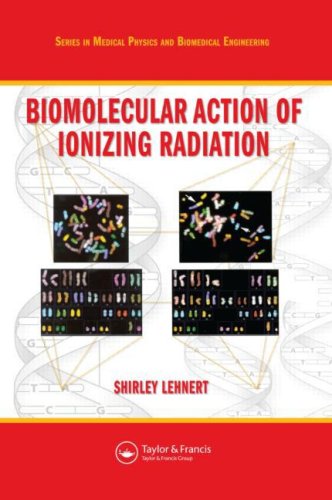 SERIES IN MEDICAL PHYSICS AND BIOMEDICAL ENGINEERING
BIOMOLECULAR ACTION OF
IONIZING RADIATION
SHIRLEY LEHNERT
Taylor & Francis
Taylor & Francis Group